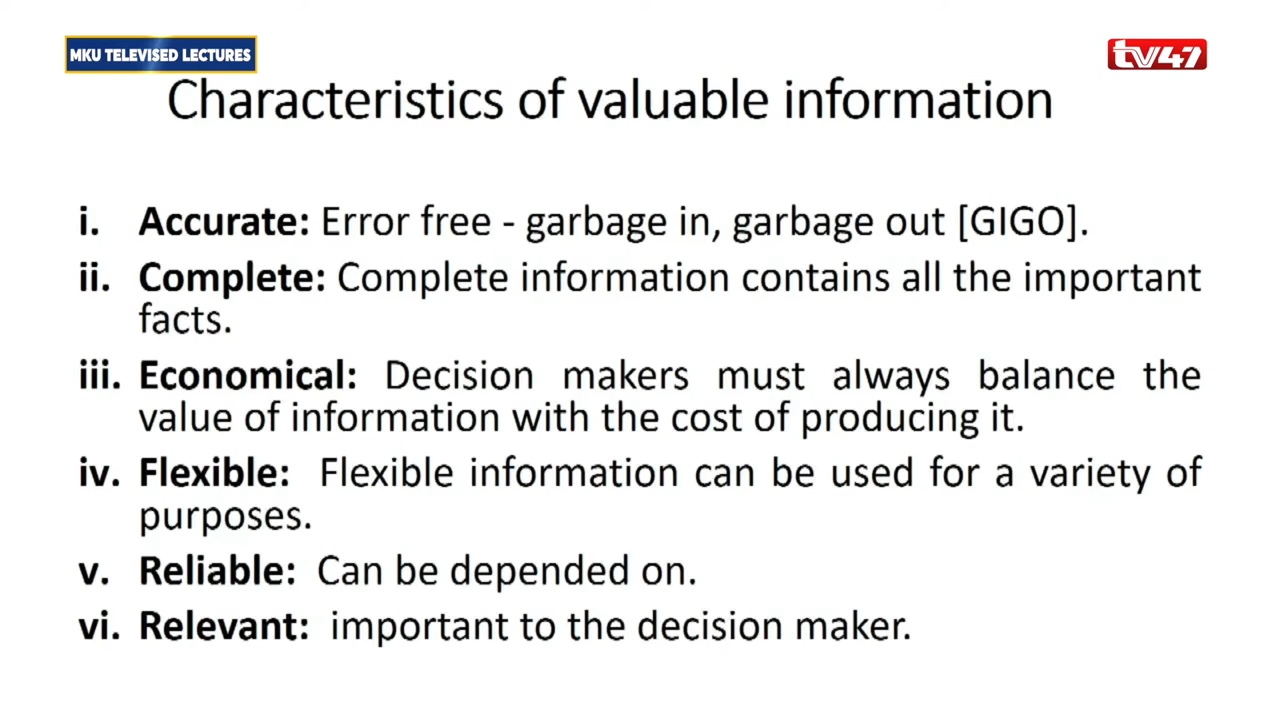 MKU TELEVISED LECTURES
tv47
Characteristics of valuable information
i. Accurate: Error free - garbage in, garbage out [GIGO].
ii. Complete: Complete information contains all the important
facts.
iii. Economical: Decision makers must always balance the
value of information with the cost of producing it.
iv. Flexible: Flexible information can be used for a variety of
purposes.
v. Reliable: Can be depended on.
vi. Relevant: important to the decision maker.